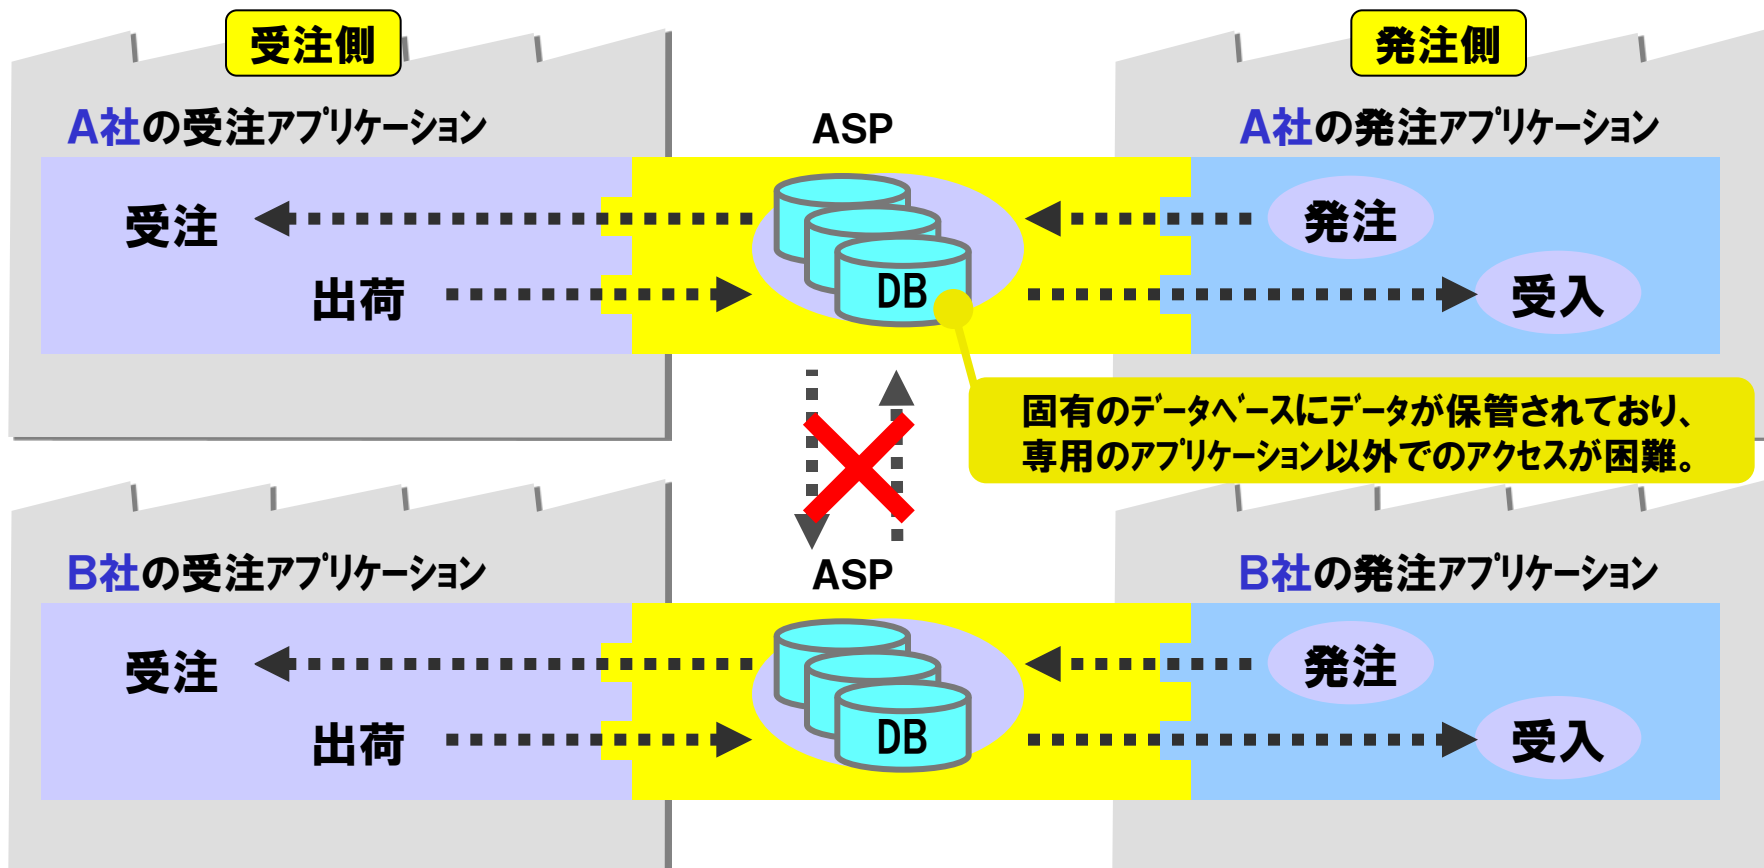 受注側
発注側
A社の受注ｱﾌﾟﾘｹｰｼｮﾝ
ASP
A社の発注ｱﾌﾟﾘｹｰｼｮﾝ
受注
発注
出荷
DB
受入
固有のﾃﾞｰﾀﾍﾞｰｽにﾃﾞｰﾀが保管されており、
専用のｱﾌﾟﾘｹｰｼｮﾝ以外でのｱｸｾｽが困難。
B社の受注ｱﾌﾟﾘｹｰｼｮﾝ
ASP
B社の発注ｱﾌﾟﾘｹｰｼｮﾝ
受注
発注
出荷
DB
受入